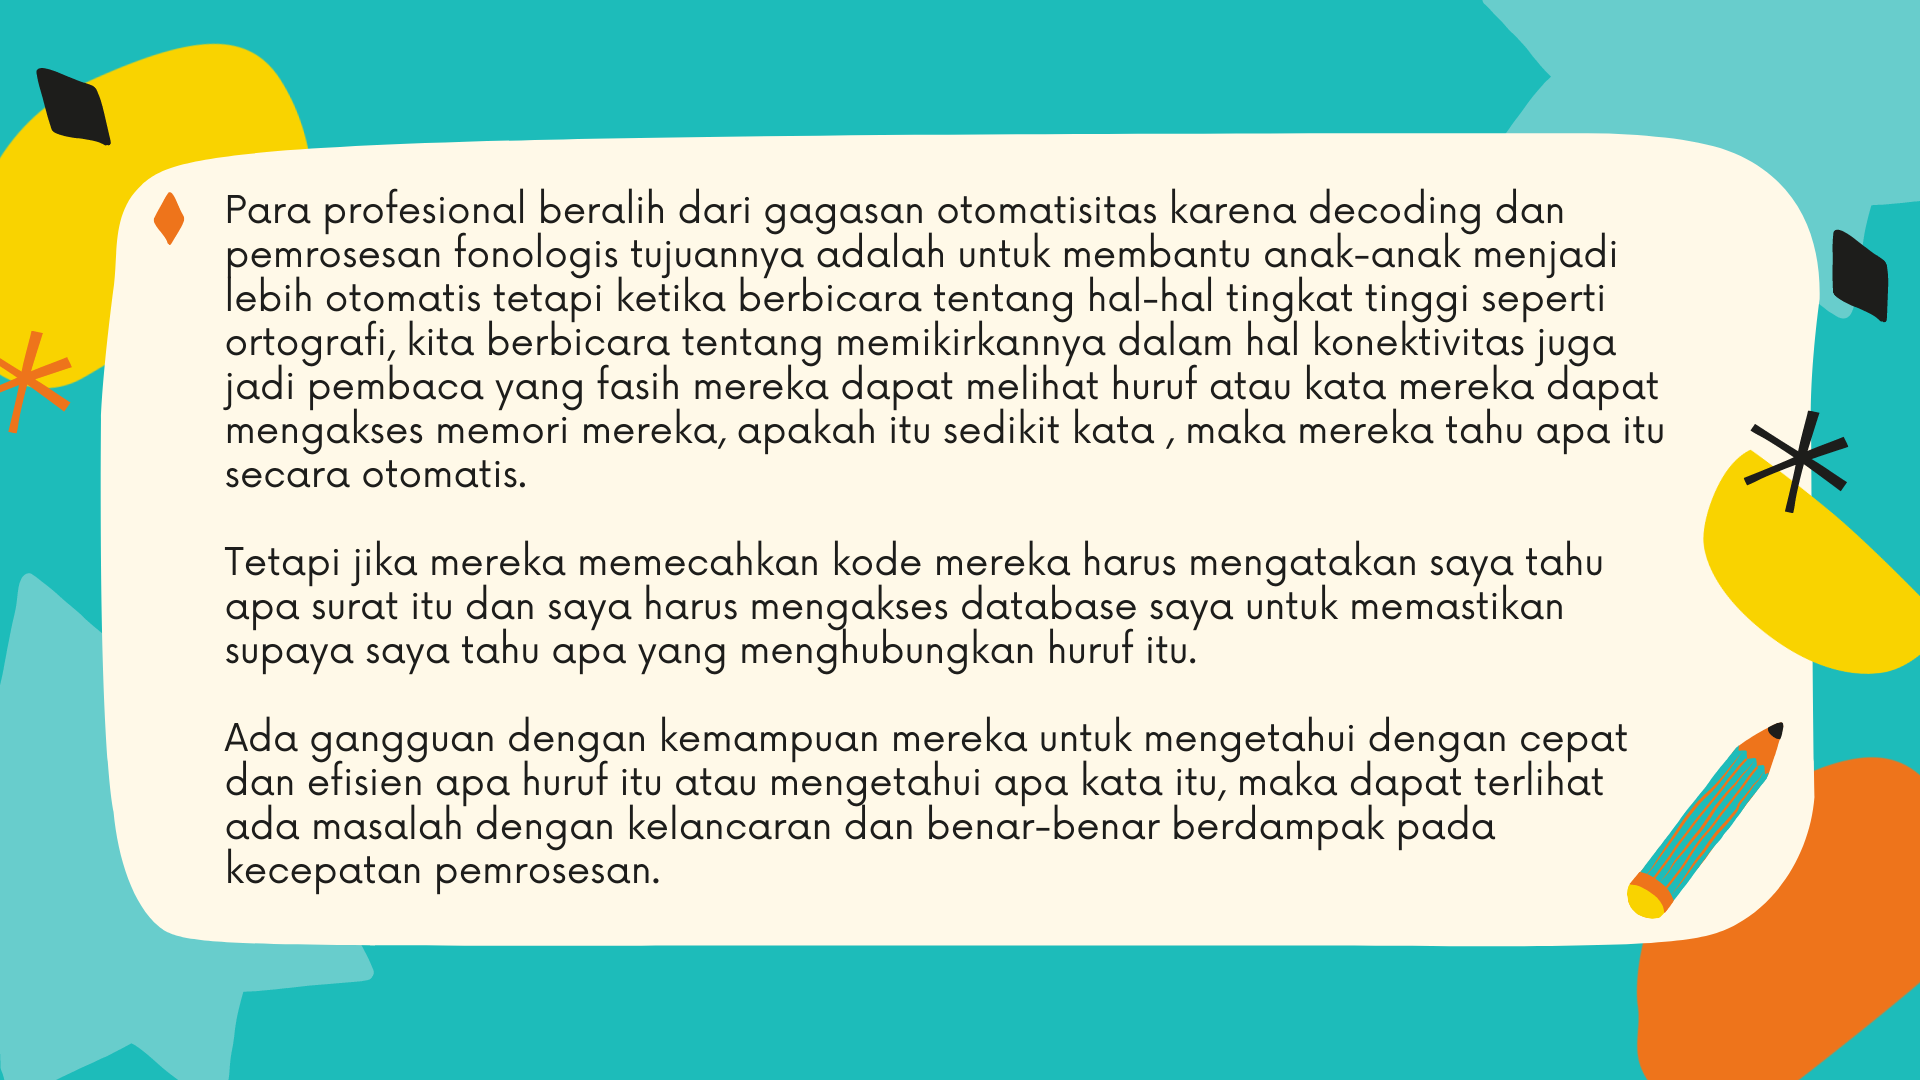 Para profesional beralih dari gagasan otomatisitas karena decoding dan
pemrosesan fonologis tujuannya adalah untuk membantu anak-anak menjadi
lebih otomatis tetapi ketika berbicara tentang hal-hal tingkat tinggi seperti
ortografi, kita berbicara tentang memikirkannya dalam hal konektivitas juga
jadi pembaca yang fasih mereka dapat melihat huruf atau kata mereka dapat
mengakses memori mereka, apakah itu sedikit kata , maka mereka tahu apa itu
secara otomatis.
Tetapi jika mereka memecahkan kode mereka harus mengatakan saya tahu
apa surat itu dan saya harus mengakses database saya untuk memastikan
supaya saya tahu apa yang menghubungkan huruf itu.
Ada gangguan dengan kemampuan mereka untuk mengetahui dengan cepat
dan efisien apa huruf itu atau mengetahui apa kata itu, maka dapat terlihat
ada masalah dengan kelancaran dan benar-benar berdampak pada
kecepatan pemrosesan.